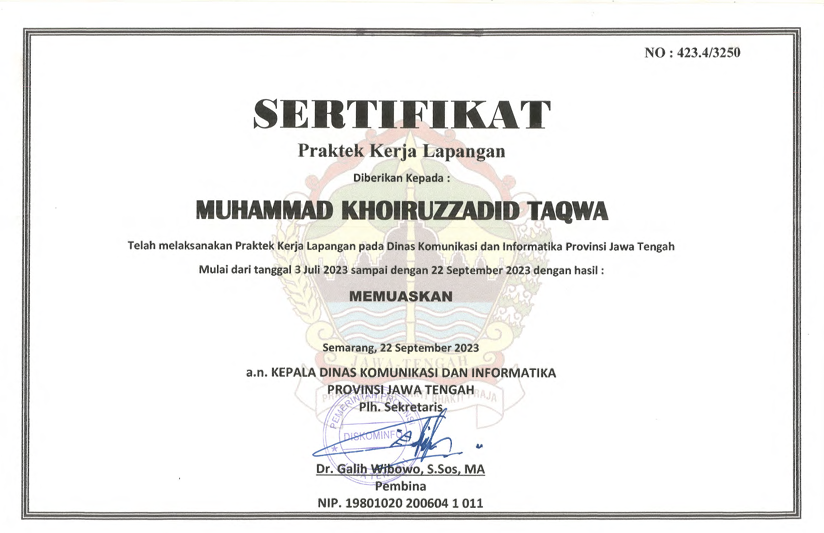 NO : 423.4/3250
SERTIFIKAT
Praktek Kerja Lapangan
Diberikan Kepada :
MUHAMMAD KHOIRUZZADID TAQWA
Telah melaksanakan Praktek Kerja Lapangan pada Dinas Komunikasi dan Informatika Provinsi Jawa Tengah
Mulai dari tanggal 3 Juli 2023 sampai dengan 22 September 2023 dengan hasil :
MEMUASKAN
Semarang, 22 September 2023
JAWA TENGAH
a.n. KEPALA DINAS KOMUNIKASI DAN INFORMATIKA
PROVINSI JAWA TENGAH
Plh. Sekretaris
DISKOMINFO
Dr. Galih Wibowo, S.Sos, MA
Pembina
NIP. 19801020 200604 1 011